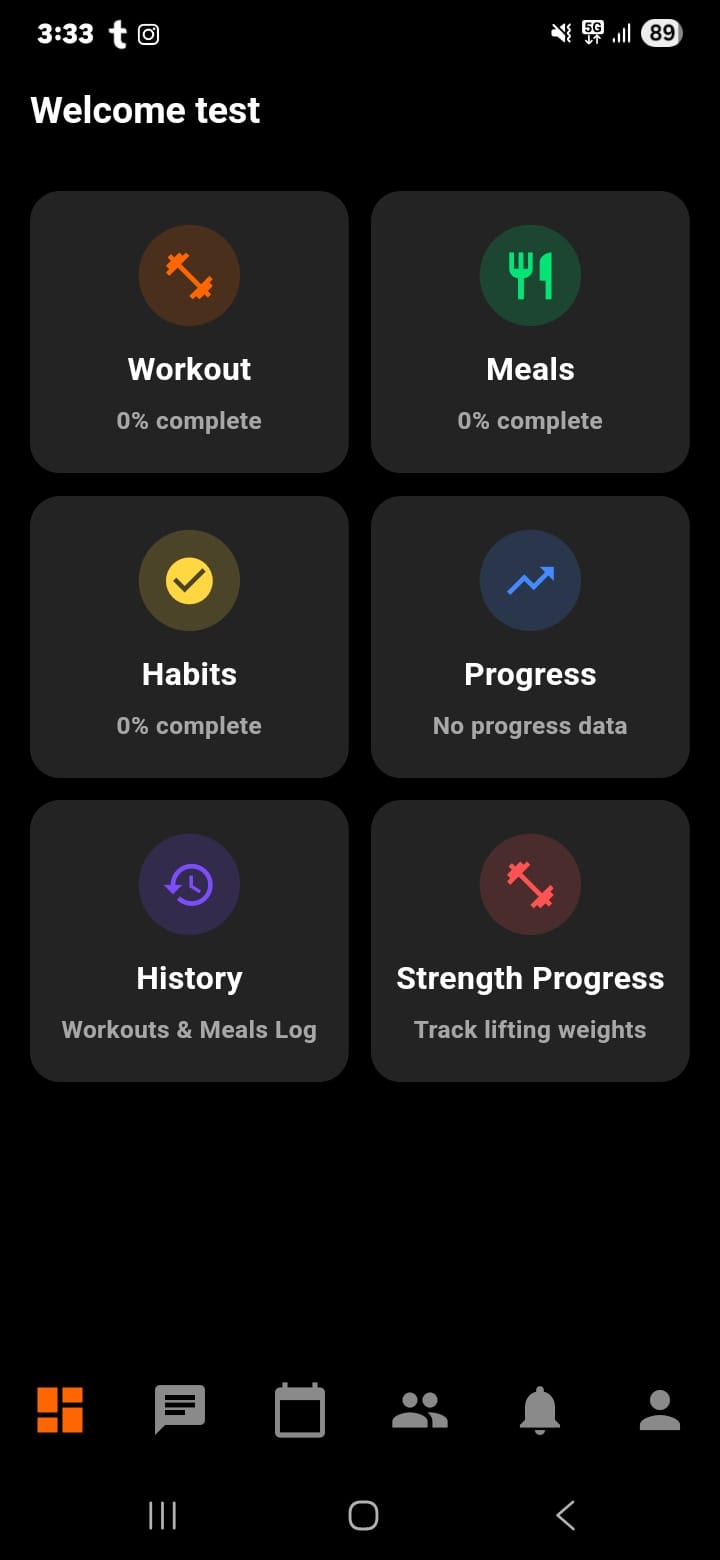 3:33
5G
89
Welcome test
Workout
0% complete
Meals
0% complete
Habits
0% complete
Progress
No progress data
History
Workouts & Meals Log
Strength Progress
Track lifting weights